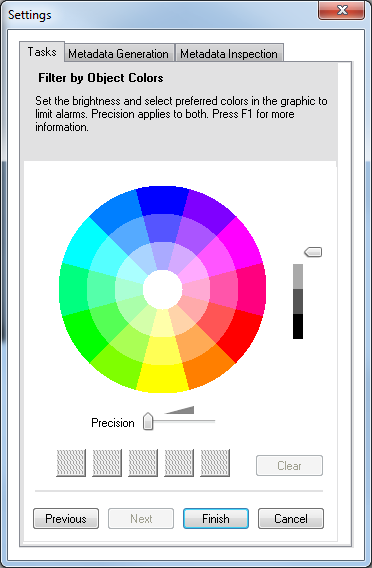 Settings
Tasks Metadata Generation Metadata Inspection
Filter by Object Colors
Set the brightness and select preferred colors in the graphic to
limit alarms. Precision applies to both. Press F1 for more
information.
Precision
Clear
Previous Next Finish Cancel